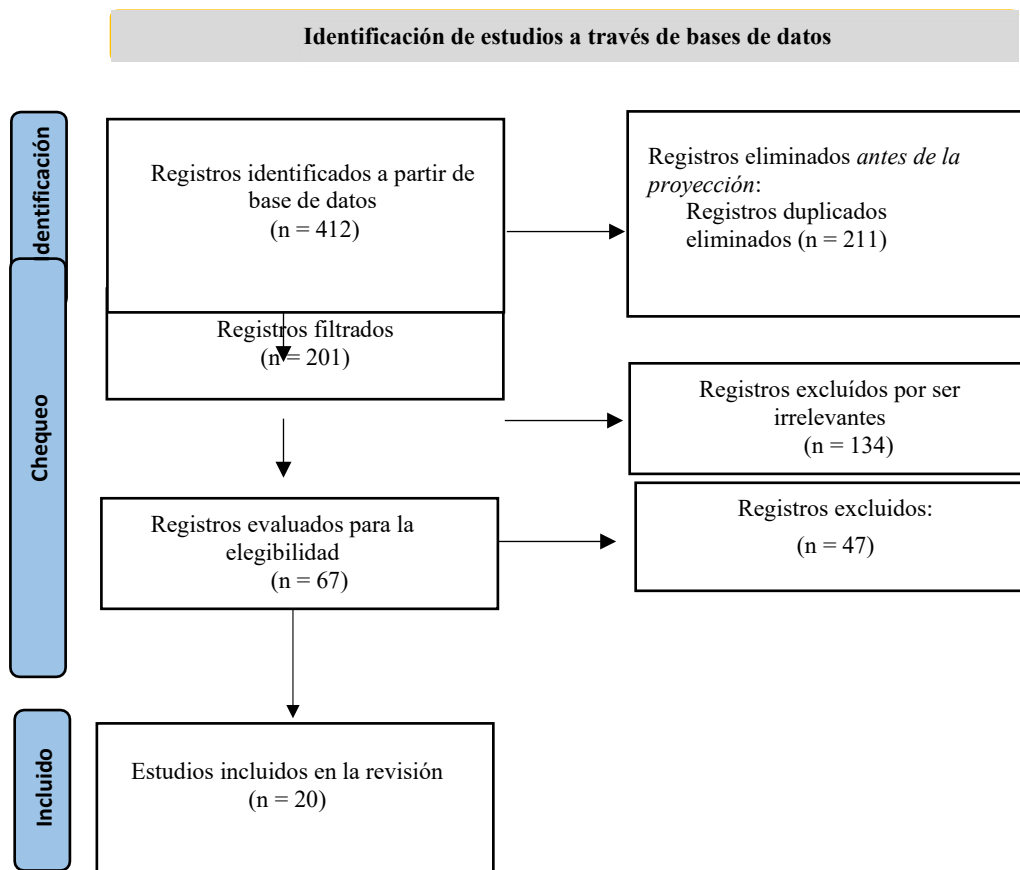 Identificación de estudios a través de bases de datos
Identificación
Registros identificados a partir de
base de datos
(n = 412)
Registros eliminados antes de la
proyección:
Registros duplicados
eliminados (n = 211)
Chequeo
Registros filtrados
(n = 201)
Registros excluídos por ser
irrelevantes
(n = 134)
Registros evaluados para la
elegibilidad
(n = 67)
Registros excluidos:
(n = 47)
Incluido
Estudios incluidos en la revisión
(n = 20)